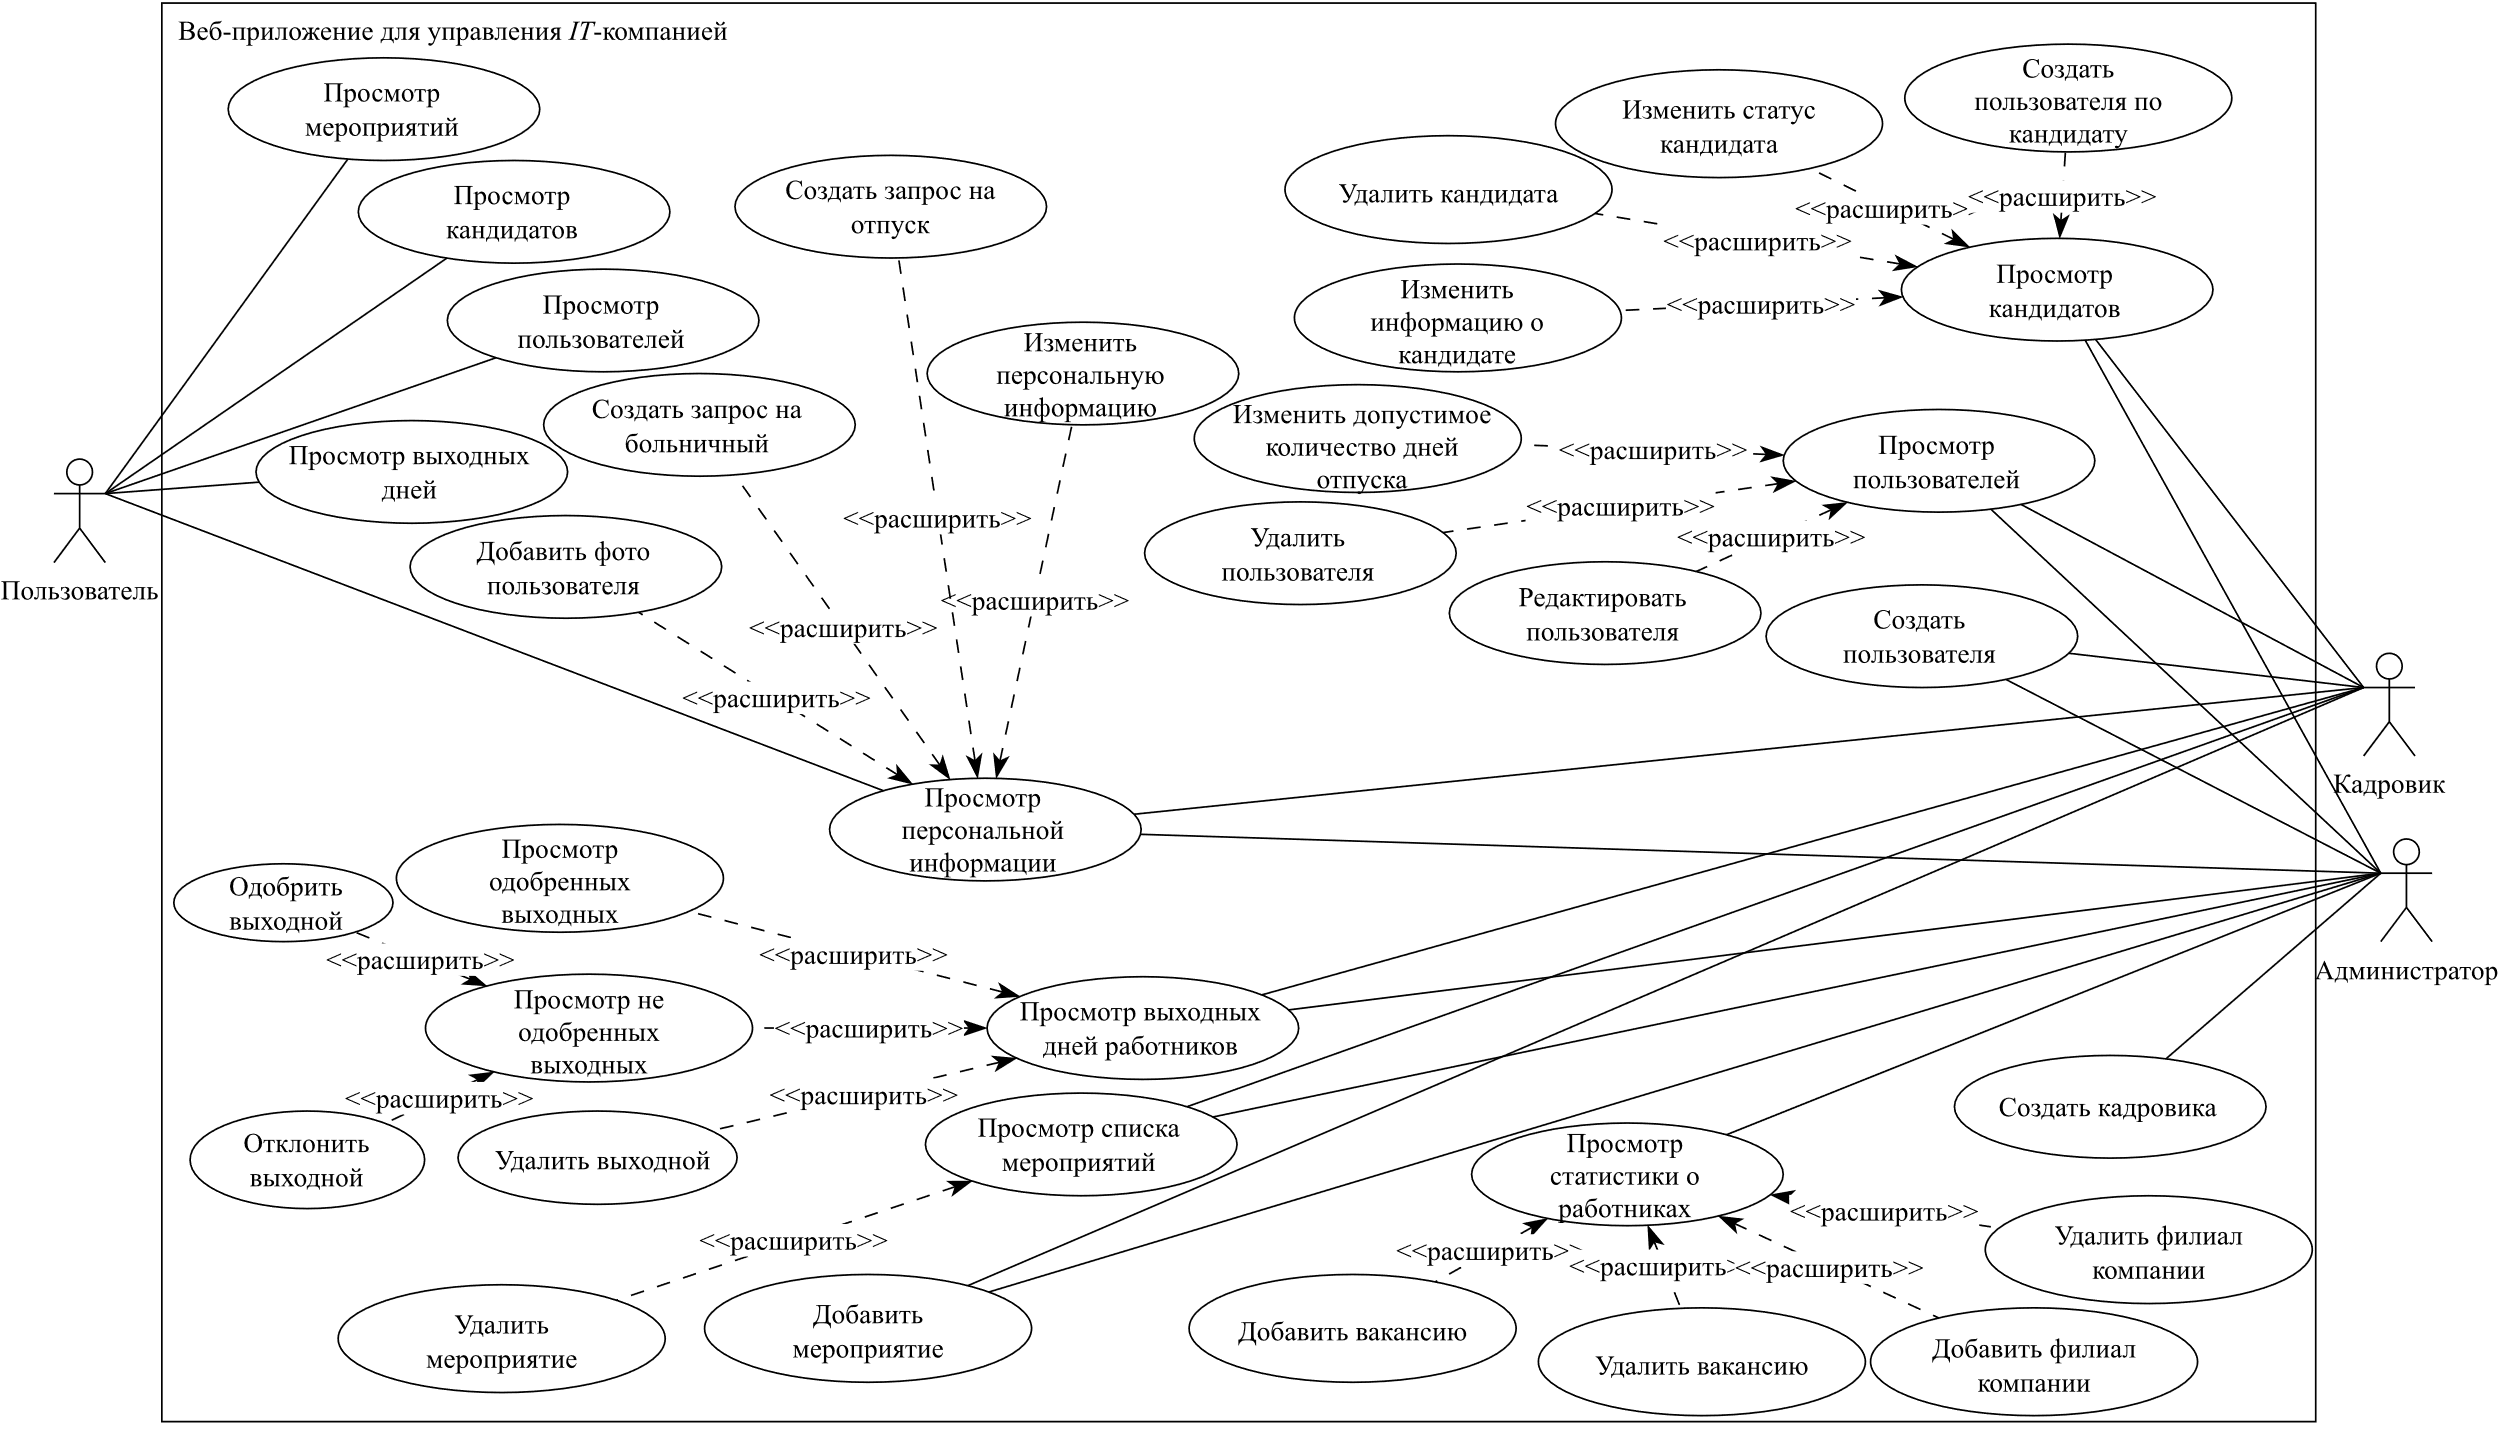 Веб-приложение для управления IT-компанией
Просмотр
мероприятий
Просмотр
кандидатов
Просмотр
пользователей
Просмотр выходных
дней
Добавить фото
пользователя
Создать запрос на
больничный
Создать запрос на
отпуск
Изменить
персональную
информацию
<<расширить>>
<<расширить>>
<<расширить>>
<<расширить>>
Пользователь
Просмотр
персональной
информации
Изменить статус
кандидата
Создать
пользователя по
кандидату
Удалить кандидата
<<расширить>>
<<расширить>>
<<расширить>>
Изменить
информацию о
кандидате
<<расширить>>
Просмотр
кандидатов
Изменить допустимое
количество дней
отпуска
<<расширить>>
Просмотр
пользователей
Удалить
пользователя
<<расширить>>
<<расширить>>
Редактировать
пользователя
Создать
пользователя
Кадровик
Администратор
Одобрить
выходной
Просмотр
одобренных
выходных
<<расширить>>
<<расширить>>
Просмотр не
одобренных
выходных
<<расширить>>
Просмотр выходных
дней работников
<<расширить>>
<<расширить>>
Отклонить
выходной
Удалить выходной
Просмотр списка
мероприятий
<<расширить>>
Удалить
мероприятие
Добавить
мероприятие
Создать кадровика
Просмотр
статистики о
работниках
<<расширить>>
<<расширить>>
<<расширить>>
<<расширить>>
Удалить филиал
компании
Добавить вакансию
Удалить вакансию
Добавить филиал
компании